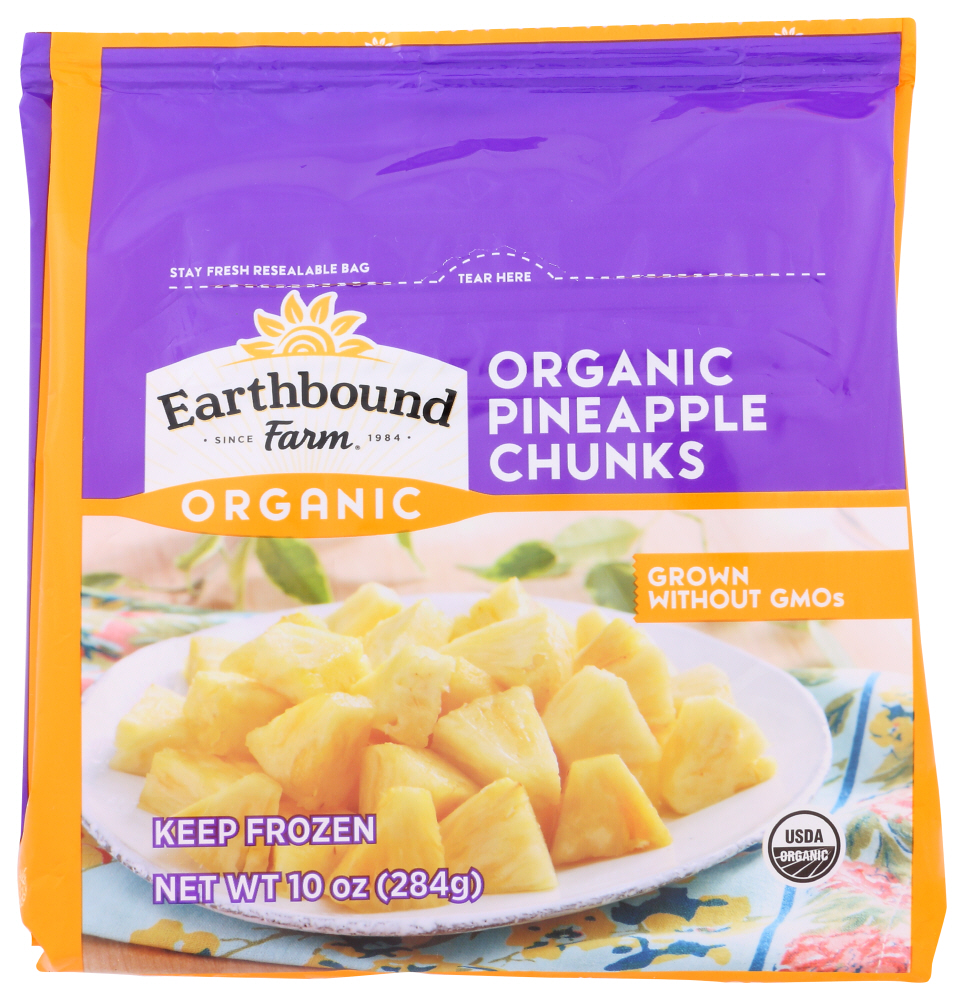 STAY FRESH RESEALABLE BAG
TEAR HERE
Earthbound
• SINCE Farm® 1984 •
ORGANIC
ORGANIC
PINEAPPLE
CHUNKS
GROWN
WITHOUT GMOs
KEEP FROZEN
NET WT 10 oz (284g)
USDA
ORGANIC